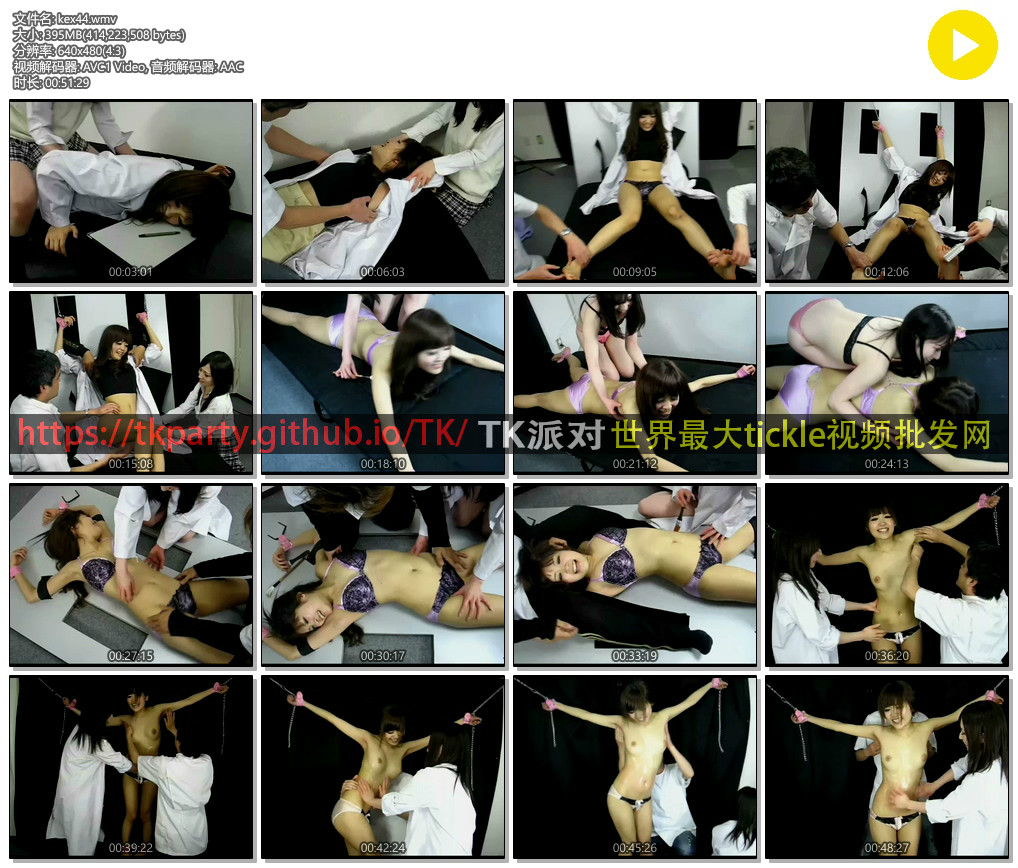 文件名: kex44.wmv
大小: 395MB(414,223,508 bytes)
分辨率: 640x480(4:3)
视频解码器: AVC1 Video, 音频解码器: AAC
时长: 00:51:29
00:03:01
00:06:03
00:09:05
00:12:06
https://tkparty.github.io/TK/ TK派对 世界最大tickle视频批发网
00:15:08
00:18:10
00:21:12
00:24:13
00:27:15
00:30:17
00:33:19
00:36:20
00:39:22
00:42:24
00:45:26
00:48:27